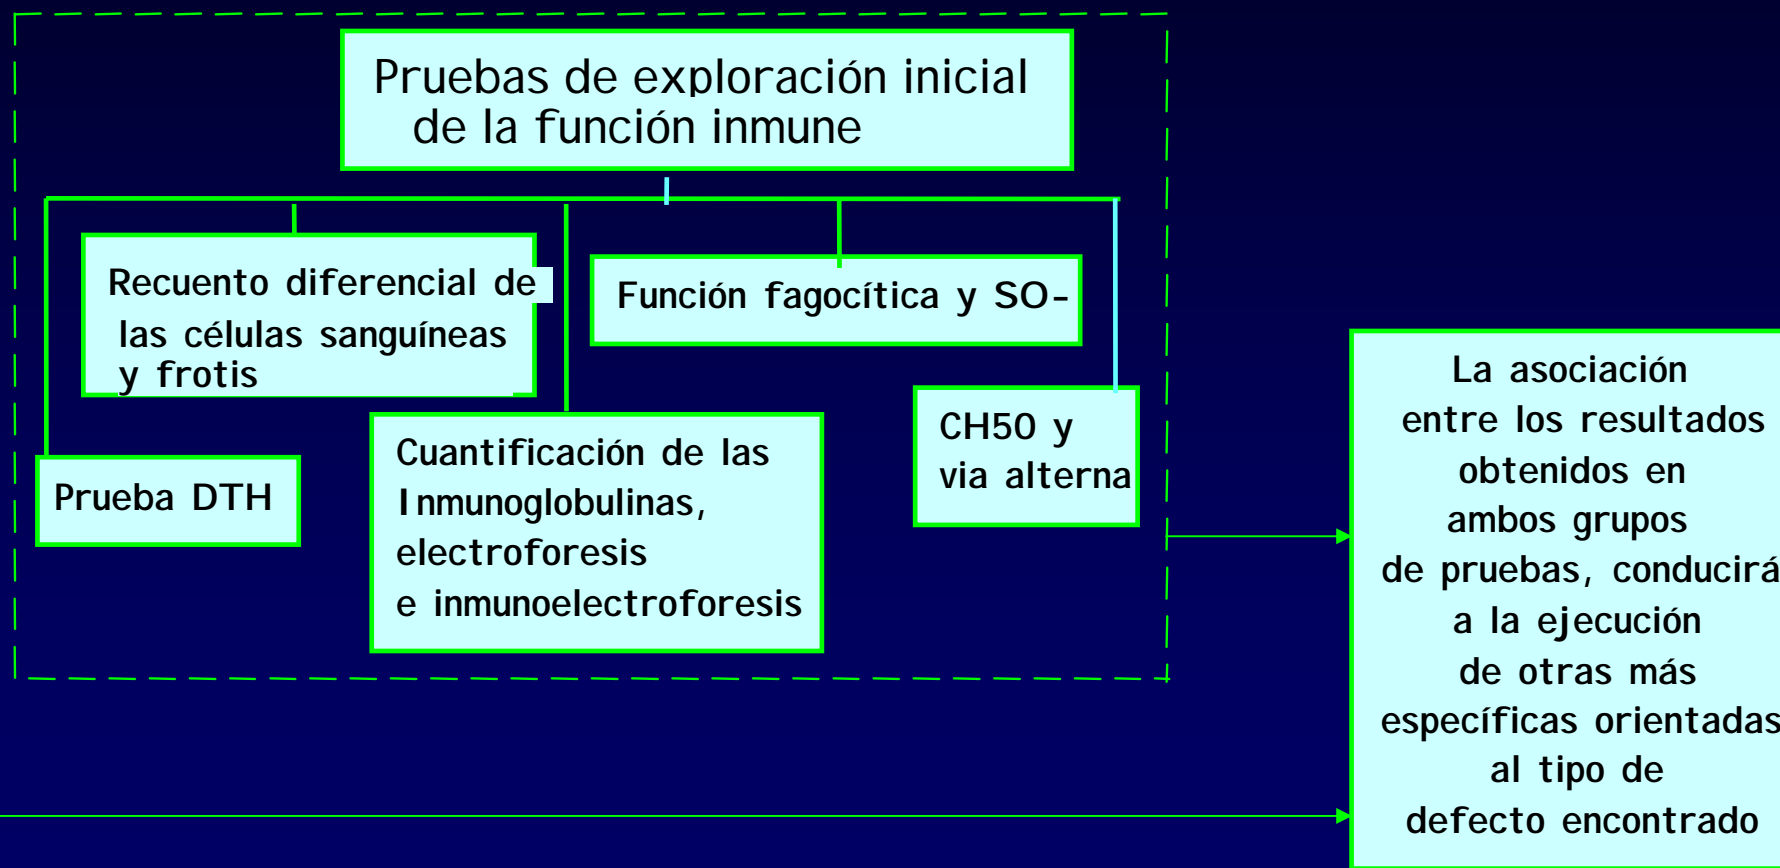 Pruebas de exploración inicial
de la función inmune
Recuento diferencial de
las células sanguíneas
y frotis
Función fagocítica y SO-
Prueba DTH
Cuantificación de las
Inmunoglobulinas,
electroforesis
e inmunoelectroforesis
CH50 y
via alterna
La asociación
entre los resultados
obtenidos en
ambos grupos
de pruebas, conducirá
a la ejecución
de otras más
específicas orientadas
al tipo de
defecto encontrado